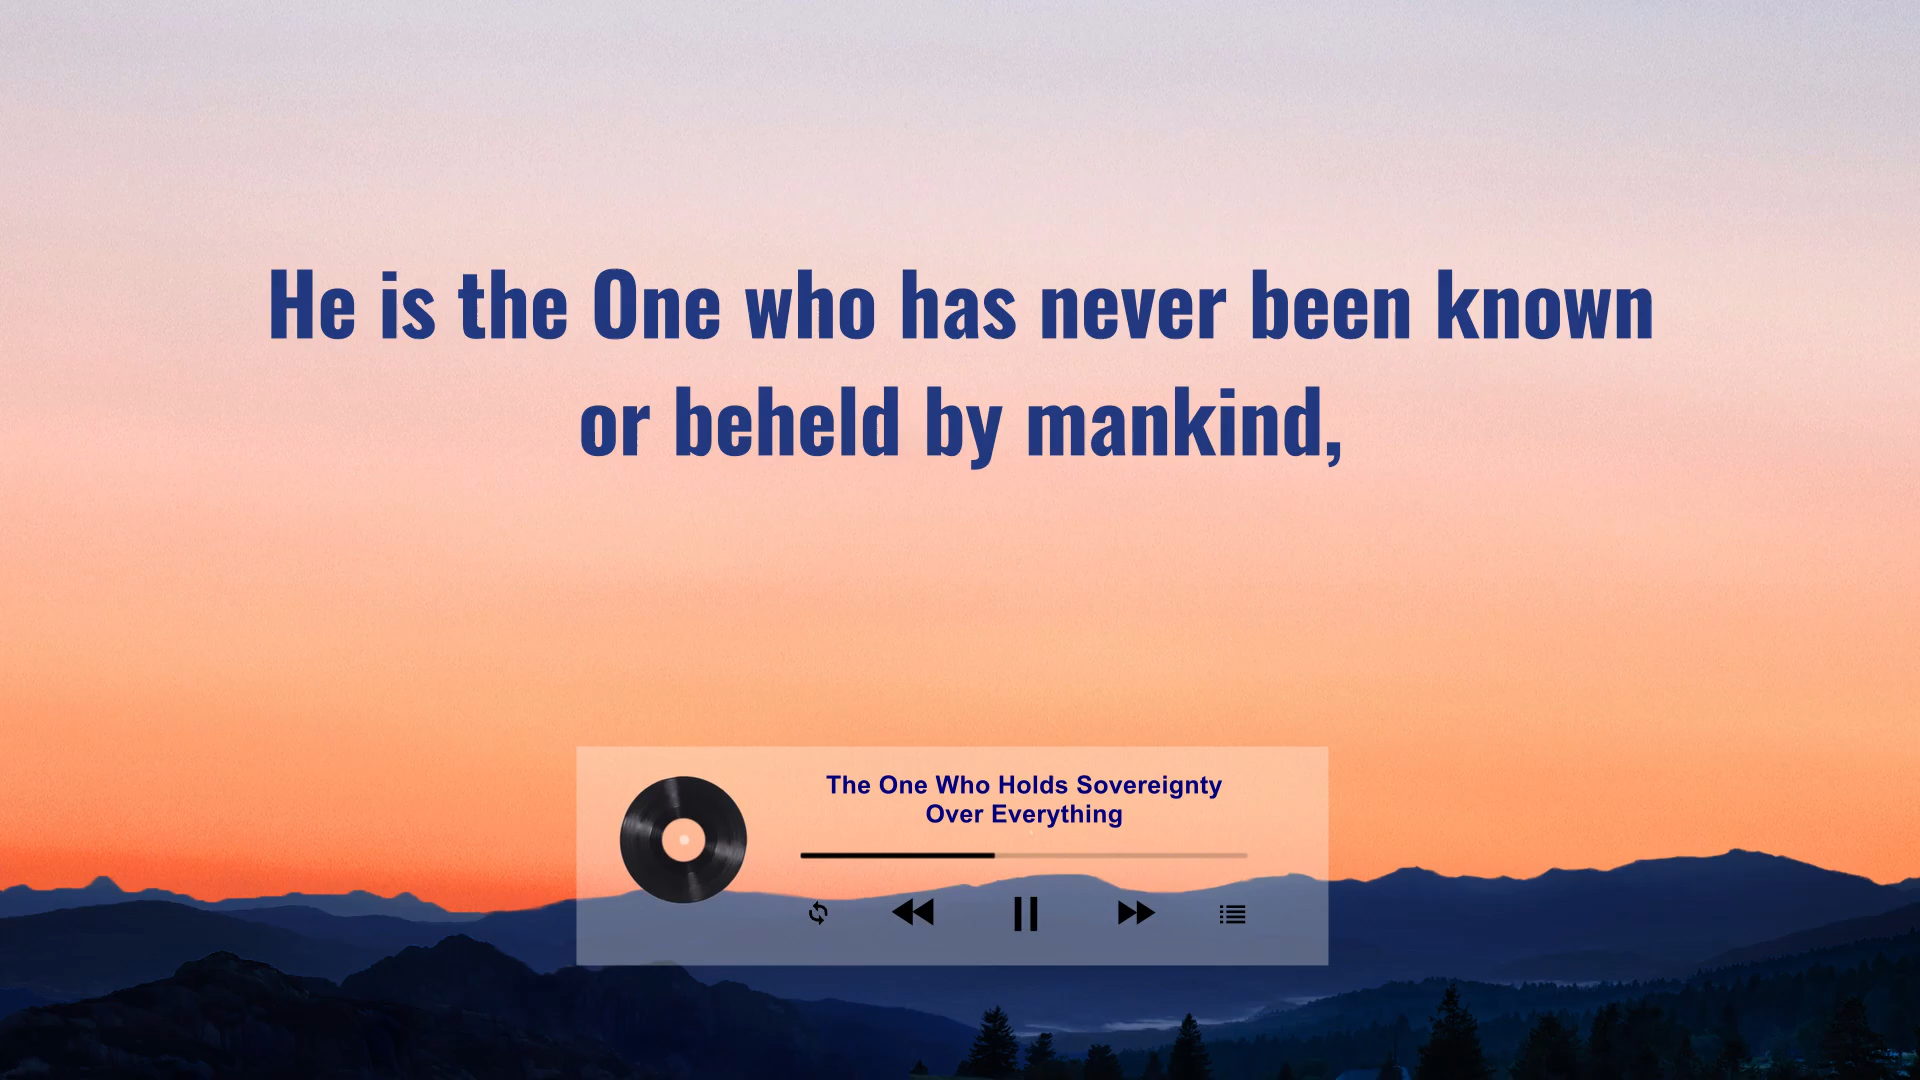 He is the One who has never been known
or beheld by mankind,
The One Who Holds Sovereignty
Over Everything